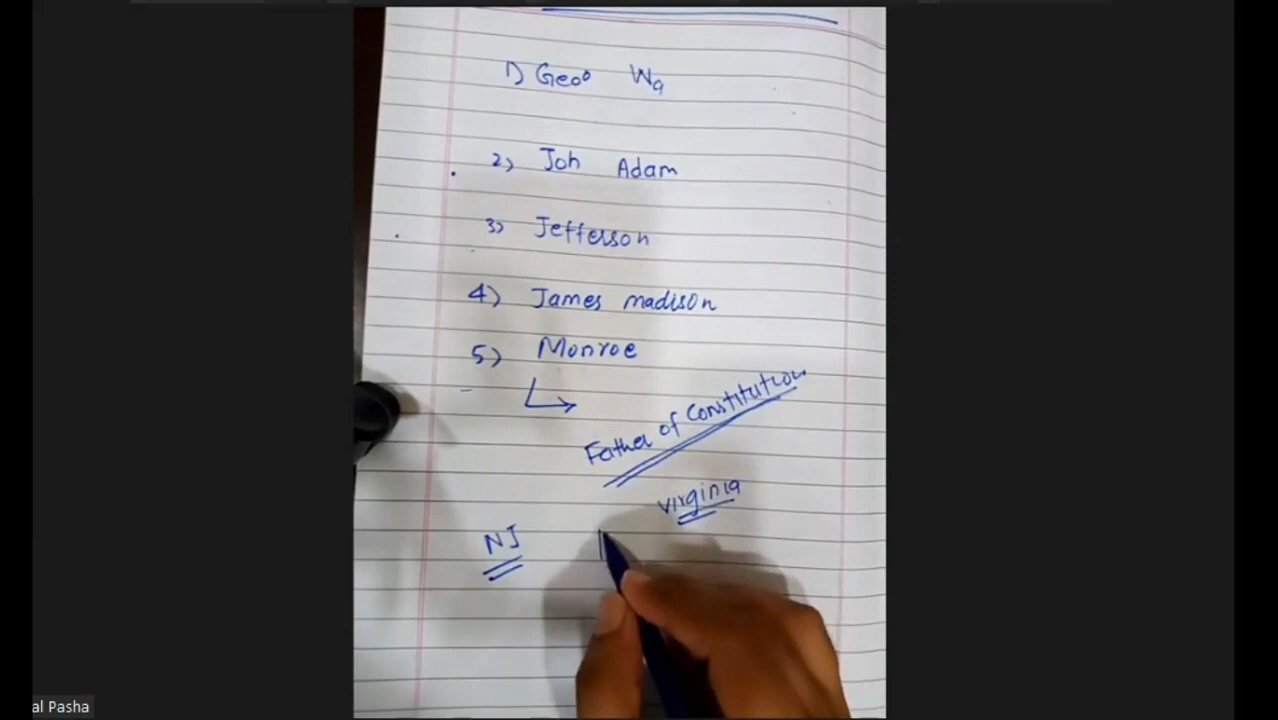 1) Geo Wa
2) Joh Adam
3) Jefferson
4) James madison
5) Monroe
Father of Constitution
Virginia
NJ
al Pasha